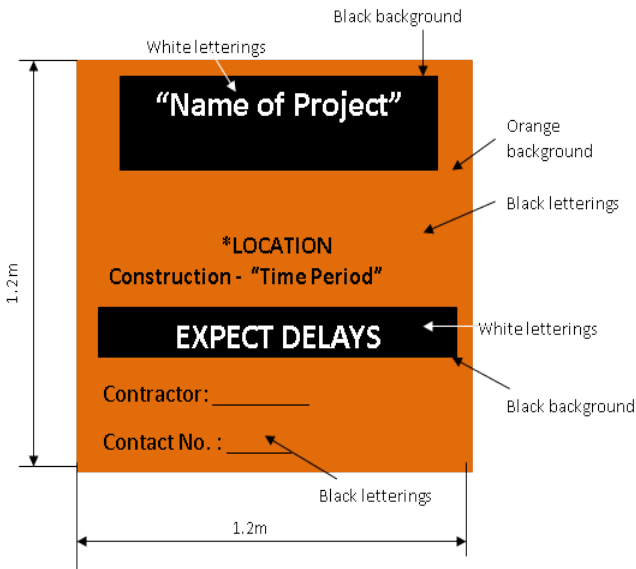 Black background
White letterings
“Name of Project”
Orange
background
Black letterings
*LOCATION
Construction - “Time Period”
1.2m
EXPECT DELAYS
White letterings
Contractor: _________
Black background
Contact No. : ______
Black letterings
1.2m